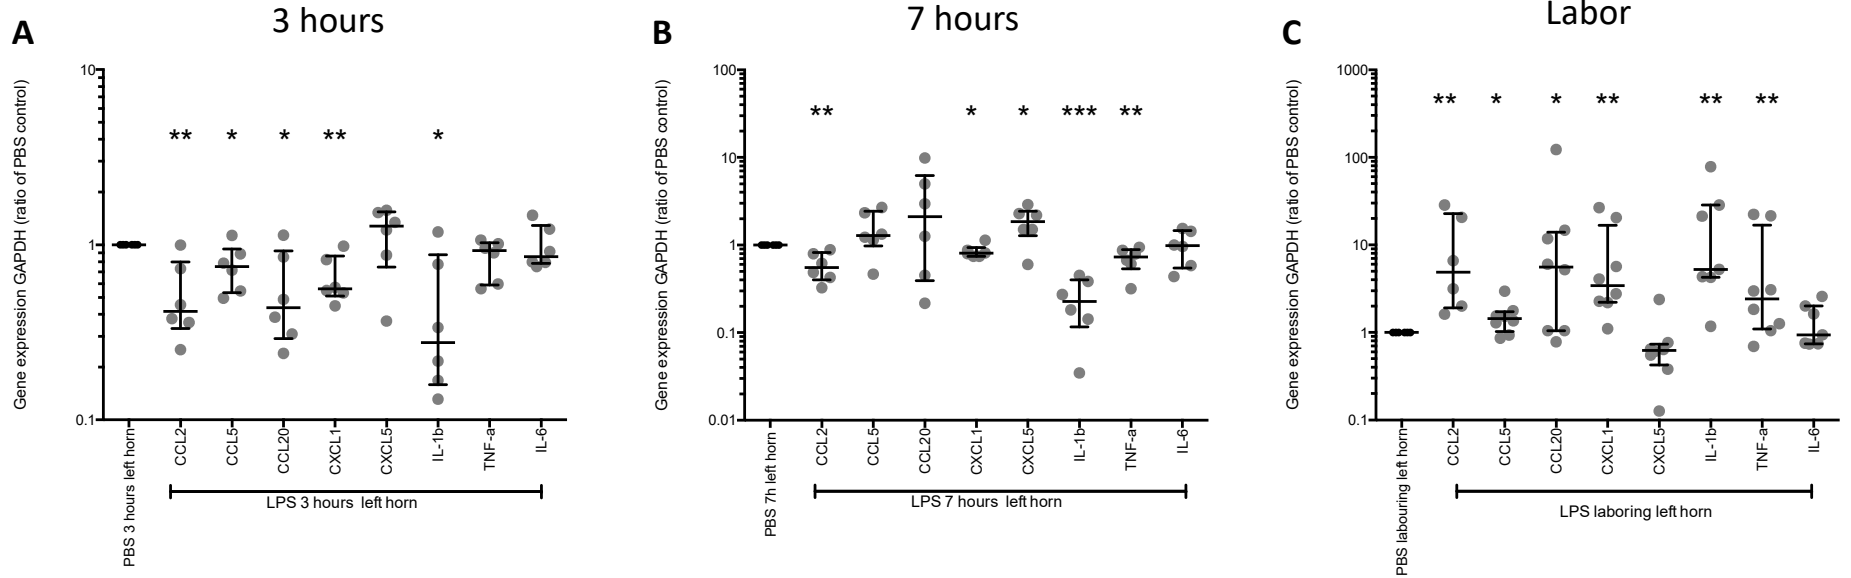 A
3 hours
Gene expression GAPDH (ratio of PBS control)
10
1
0.1
** * * ** *
PBS 3 hours left horn
CCL2
CCL5
CCL20
CXCL1
CXCL5
IL-1b
TNF-a
IL-6
LPS 3 hours left horn
B
7 hours
Gene expression GAPDH (ratio of PBS control)
100
10
1
0.1
0.01
** * * *** **
PBS 7h left horn
CCL2
CCL5
CCL20
CXCL1
CXCL5
IL-1b
TNF-a
IL-6
LPS 7 hours left horn
C
Labor
Gene expression GAPDH (ratio of PBS control)
1000
100
10
1
0.1
** * * ** ** **
PBS labouring left horn
CCL2
CCL5
CCL20
CXCL1
CXCL5
IL-1b
TNF-a
IL-6
LPS laboring left horn